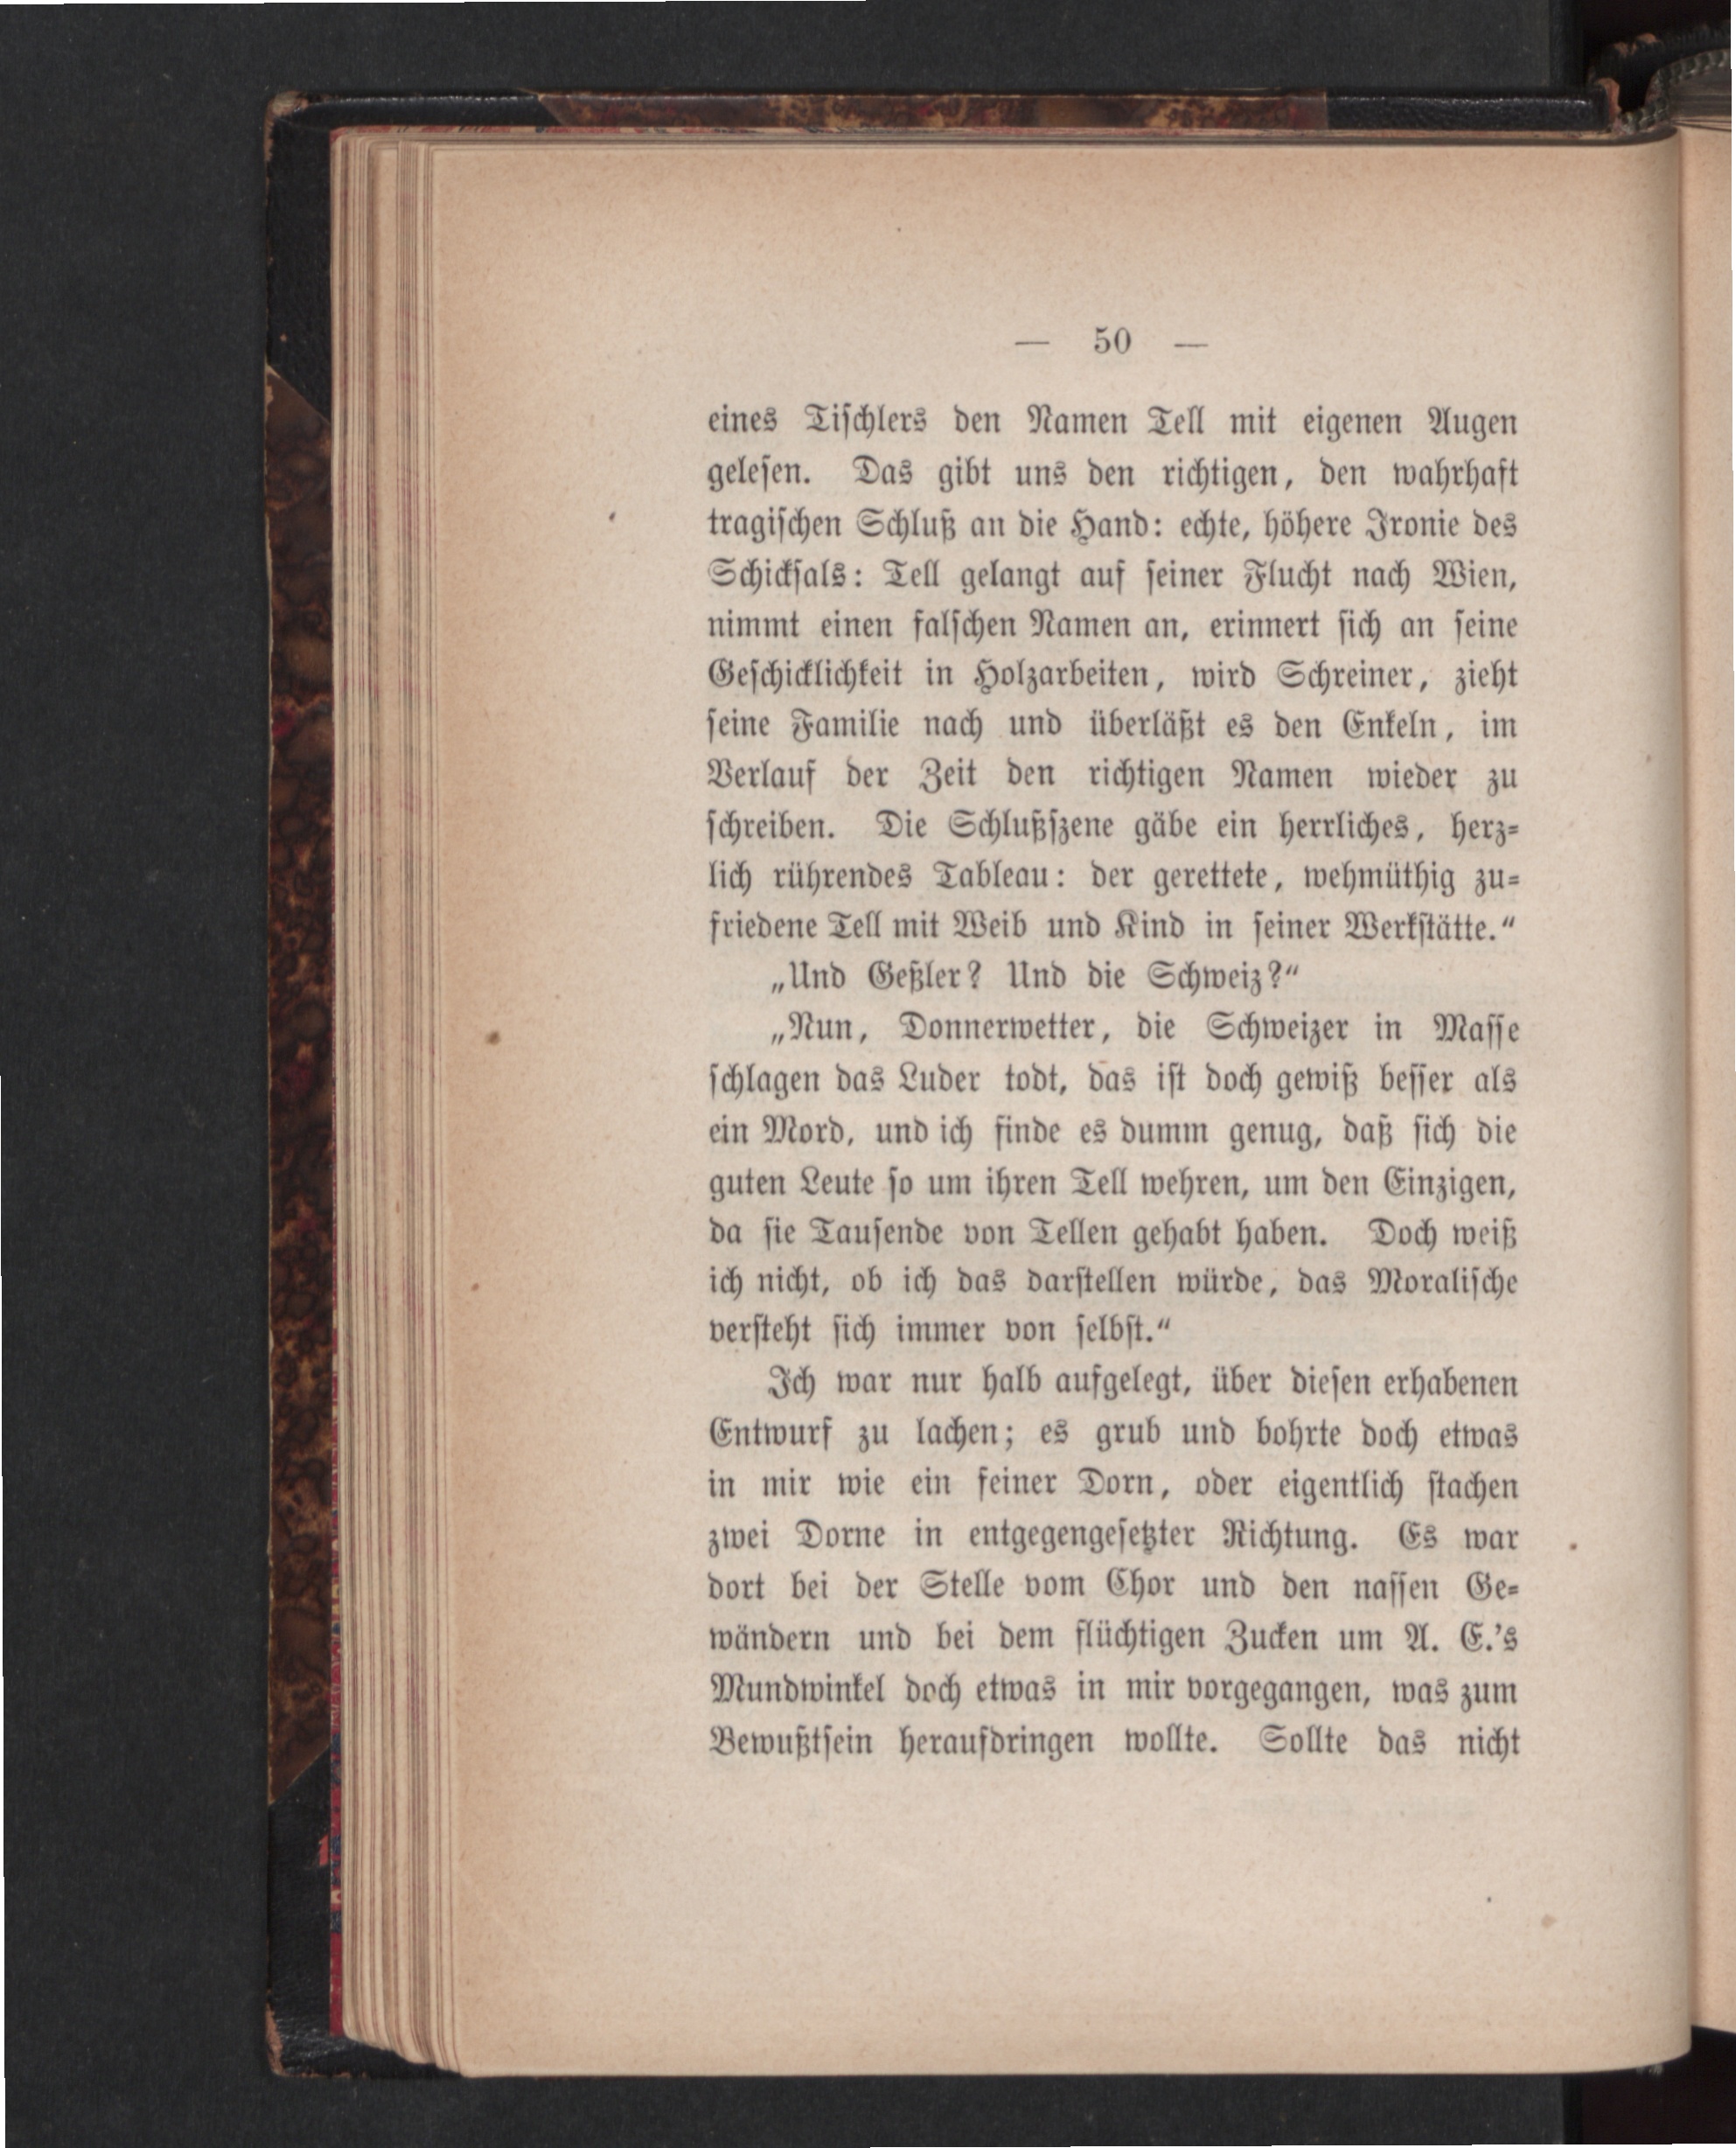 — 50 —
eines Tischlers den Namen Tell mit eigenen Augen
gelesen. Das gibt uns den richtigen, den wahrhaft
tragischen Schluß an die Hand: echte, höhere Ironie des
Schicksals: Tell gelangt auf seiner Flucht nach Wien,
nimmt einen falschen Namen an, erinnert sich an seine
Geschicklichkeit in Holzarbeiten, wird Schreiner, zieht
seine Familie nach und überläßt es den Enkeln, im
Verlauf der Zeit den richtigen Namen wieder zu
schreiben. Die Schlußszene gäbe ein herrliches, herz-
lich rührendes Tableau: der gerettete, wehmüthig zu-
friedene Tell mit Weib und Kind in seiner Werkstätte.“
„Und Geßler? Und die Schweiz?“
„Nun, Donnerwetter, die Schweizer in Masse
schlagen das Luder todt, das ist doch gewiß besser als
ein Mord, und ich finde es dumm genug, daß sich die
guten Leute so um ihren Tell wehren, um den Einzigen,
da sie Tausende von Tellen gehabt haben. Doch weiß
ich nicht, ob ich das darstellen würde, das Moralische
versteht sich immer von selbst.“
Ich war nur halb aufgelegt, über diesen erhabenen
Entwurf zu lachen; es grub und bohrte doch etwas
in mir wie ein feiner Dorn, oder eigentlich stachen
zwei Dorne in entgegengesetzter Richtung. Es war
dort bei der Stelle vom Chor und den nassen Ge-
wändern und bei dem flüchtigen Zucken um A. E.’s
Mundwinkel doch etwas in mir vorgegangen, was zum
Bewußtsein heraufdringen wollte. Sollte das nicht